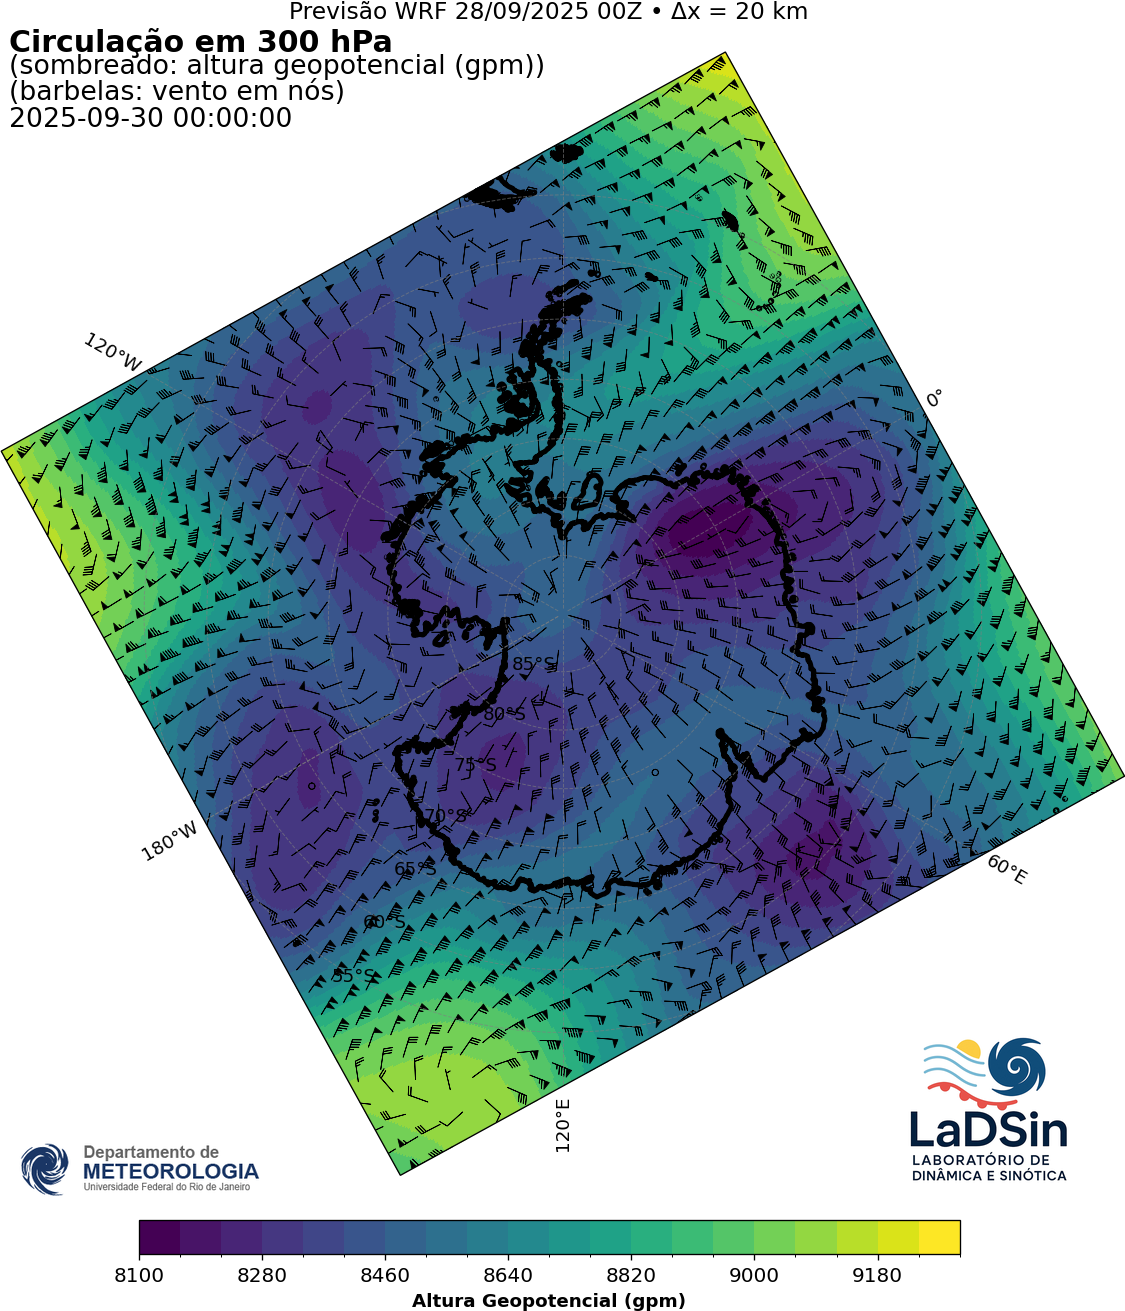 Previsão WRF 28/09/2025 00Z • Δx = 20 km
Circulação em 300 hPa
(sombreado: altura geopotencial (gpm))
(barbelas: vento em nós)
2025-09-30 00:00:00
120°W
0°
85°S
80°S
75°S
70°S
180°W
65°S
60°E
60°S
55°S
120°E
LaDSin
LABORATÓRIO DE
DINÂMICA E SINÓTICA
Departamento de
METEOROLOGIA
Universidade Federal do Rio de Janeiro
8100 8280 8460 8640 8820 9000 9180
Altura Geopotencial (gpm)